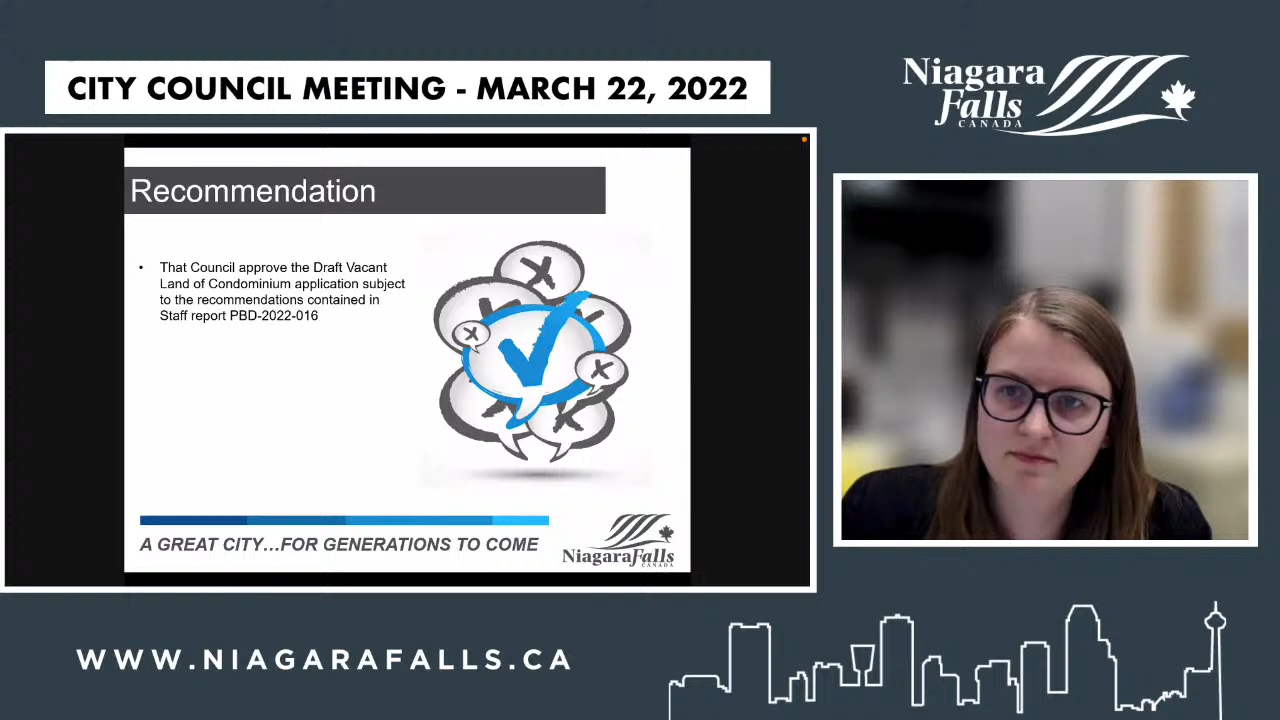 CITY COUNCIL MEETING - MARCH 22, 2022
Niagara
Falls
CANADA
Recommendation
• That Council approve the Draft Vacant
Land of Condominium application subject
to the recommendations contained in
Staff report PBD-2022-016
A GREAT CITY...FOR GENERATIONS TO COME
NiagaraFalls
CANADA
WWW.NIAGARAFALLS.CA